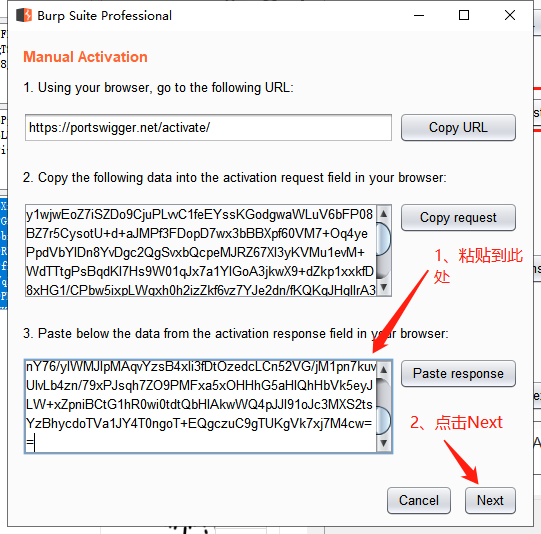 Burp Suite Professional
Manual Activation
1. Using your browser, go to the following URL:
https://portswigger.net/activate/
Copy URL
2. Copy the following data into the activation request field in your browser:
y1wjwEoZ7iSZDo9CjuPLwC1feEYssKGodgwaWLuV6bFP08
BZ7r5CysotU+d+aJMPf3FDopD7wx3bBBXpf60VM7+Oq4ye
PpdVbYIDn8YvDgc2QgSvxbQcpeMJRZ67Xl3yKVMu1evM+
WdTTtgPsBqdKl7Hs9W01qJx7a1YlGoA3jkwX9+dZkp1xxkfD
8xHG1/CPbw5ixpLWqxh0h2izZkf6vz7YJe2dn/fKQKgJHqllrA3
Copy request
1、粘贴到此
处
3. Paste below the data from the activation response field in your browser:
nY76/ylWMJlpMAqvYzsB4xli3fDtOzedcLCn52VG/jM1pn7kuv
UlvLb4zn/79xPJsqh7ZO9PMFxa5xOHHhG5aHlQhHbVk5eyJ
LW+xZpniBCtG1hR0wi0tdtQbHlAkwWQ4pJJl91oJc3MXS2ts
YzBhycdoTVa1JY4T0ngoT+EQgczuC9gTUKgVk7xj7M4cw=
=
Paste response
2、点击Next
Cancel
Next